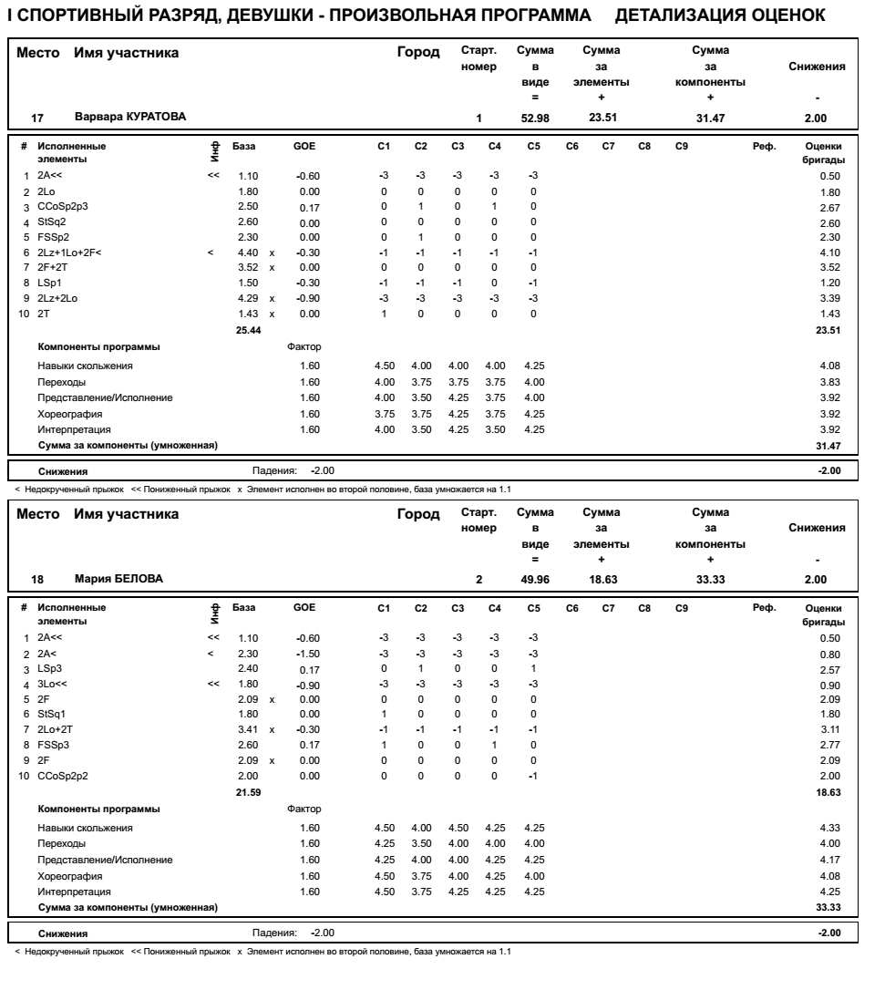 I СПОРТИВНЫЙ РАЗРЯД, ДЕВУШКИ - ПРОИЗВОЛЬНАЯ ПРОГРАММА ДЕТАЛИЗАЦИЯ ОЦЕНОК
Место Имя участника Город Старт. Сумма Сумма Сумма
номер в за за Снижения
виде элементы компоненты
= + + -
17 Варвара КУРАТОВА 1 52.98 23.51 31.47 2.00
# Исполненные Инф База GOE С1 С2 С3 С4 С5 С6 С7 С8 С9 Реф. Оценки
элементы бригады
1 2A<< << 1.10 -0.60 -3 -3 -3 -3 -3 0.50
2 2Lo 1.80 0.00 0 0 0 0 0 1.80
3 CCoSp2p3 2.50 0.17 0 1 0 1 0 2.67
4 StSq2 2.60 0.00 0 0 0 0 0 2.60
5 FSSp2 2.30 0.00 0 1 0 0 0 2.30
6 2Lz+1Lo+2F< < 4.40 x -0.30 -1 -1 -1 -1 -1 4.10
7 2F+2T 3.52 x 0.00 0 0 0 0 0 3.52
8 LSp1 1.50 -0.30 -1 -1 -1 0 -1 1.20
9 2Lz+2Lo 4.29 x -0.90 -3 -3 -3 -3 -3 3.39
10 2T 1.43 x 0.00 1 0 0 0 0 1.43
25.44 23.51
Компоненты программы Фактор
Навыки скольжения 1.60 4.50 4.00 4.00 4.00 4.25 4.08
Переходы 1.60 4.00 3.75 3.75 3.75 4.00 3.83
Представление/Исполнение 1.60 4.00 3.50 4.25 3.75 4.00 3.92
Хореография 1.60 3.75 3.75 4.25 3.75 4.25 3.92
Интерпретация 1.60 4.00 3.50 4.25 3.50 4.25 3.92
Сумма за компоненты (умноженная) 31.47
Снижения Падения: -2.00 -2.00
< Недокрученный прыжок << Пониженный прыжок x Элемент исполнен во второй половине, база умножается на 1.1
Место Имя участника Город Старт. Сумма Сумма Сумма
номер в за за Снижения
виде элементы компоненты
= + + -
18 Мария БЕЛОВА 2 49.96 18.63 33.33 2.00
# Исполненные Инф База GOE С1 С2 С3 С4 С5 С6 С7 С8 С9 Реф. Оценки
элементы бригады
1 2A<< << 1.10 -0.60 -3 -3 -3 -3 -3 0.50
2 2A< < 2.30 -1.50 -3 -3 -3 -3 -3 0.80
3 LSp3 2.40 0.17 0 1 0 0 1 2.57
4 3Lo<< << 1.80 -0.90 -3 -3 -3 -3 -3 0.90
5 2F 2.09 x 0.00 0 0 0 0 0 2.09
6 StSq1 1.80 0.00 1 0 0 0 0 1.80
7 2Lo+2T 3.41 x -0.30 -1 -1 -1 -1 -1 3.11
8 FSSp3 2.60 0.17 1 0 0 1 0 2.77
9 2F 2.09 x 0.00 0 0 0 0 0 2.09
10 CCoSp2p2 2.00 0.00 0 0 0 0 -1 2.00
21.59 18.63
Компоненты программы Фактор
Навыки скольжения 1.60 4.50 4.00 4.50 4.25 4.25 4.33
Переходы 1.60 4.25 3.50 4.00 4.00 4.00 4.00
Представление/Исполнение 1.60 4.25 4.00 4.00 4.25 4.25 4.17
Хореография 1.60 4.50 3.75 4.00 4.25 4.00 4.08
Интерпретация 1.60 4.50 3.75 4.25 4.25 4.25 4.25
Сумма за компоненты (умноженная) 33.33
Снижения Падения: -2.00 -2.00
< Недокрученный прыжок << Пониженный прыжок x Элемент исполнен во второй половине, база умножается на 1.1